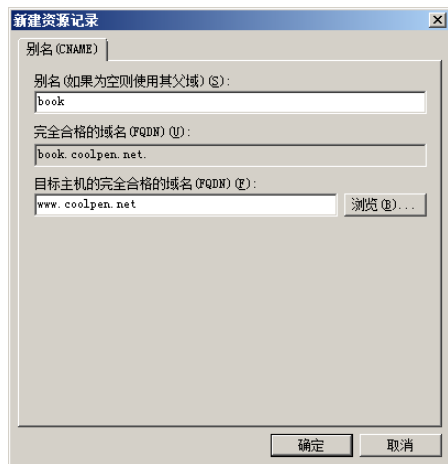 新建资源记录
别名(CNAME)
别名(如果为空则使用其父域)(S):
book
完全合格的域名(FQDN)(U):
book.coolpen.net.
目标主机的完全合格的域名(FQDN)(F):
www.coolpen.net
浏览(B)...
确定
取消